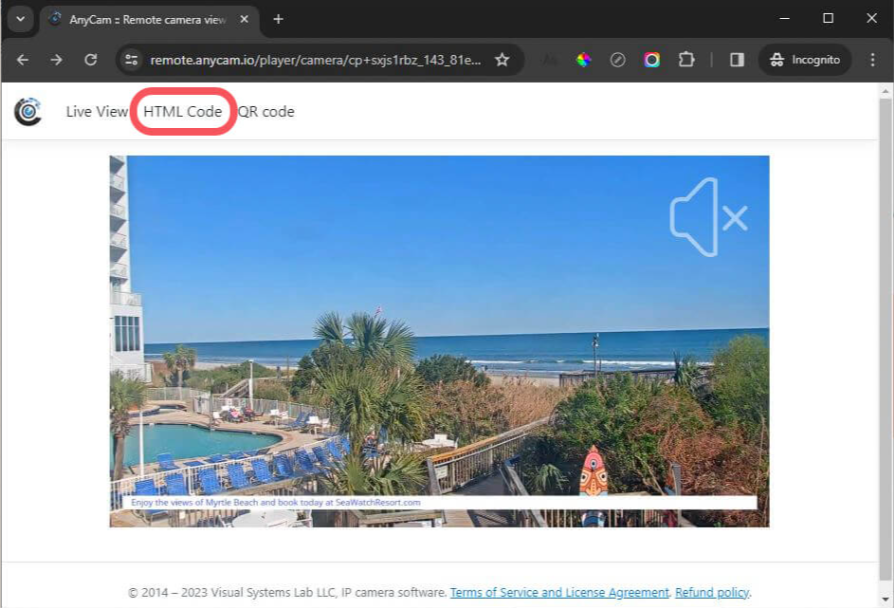 AnyCam :: Remote camera view
remote.anycam.io/player/camera/cp+sxjs1rbz_143_81e...
Incognito
Live View HTML Code QR code
Enjoy the views of Myrtle Beach and book today at SeaWatchResort.com
© 2014 – 2023 Visual Systems Lab LLC, IP camera software. Terms of Service and License Agreement. Refund policy.